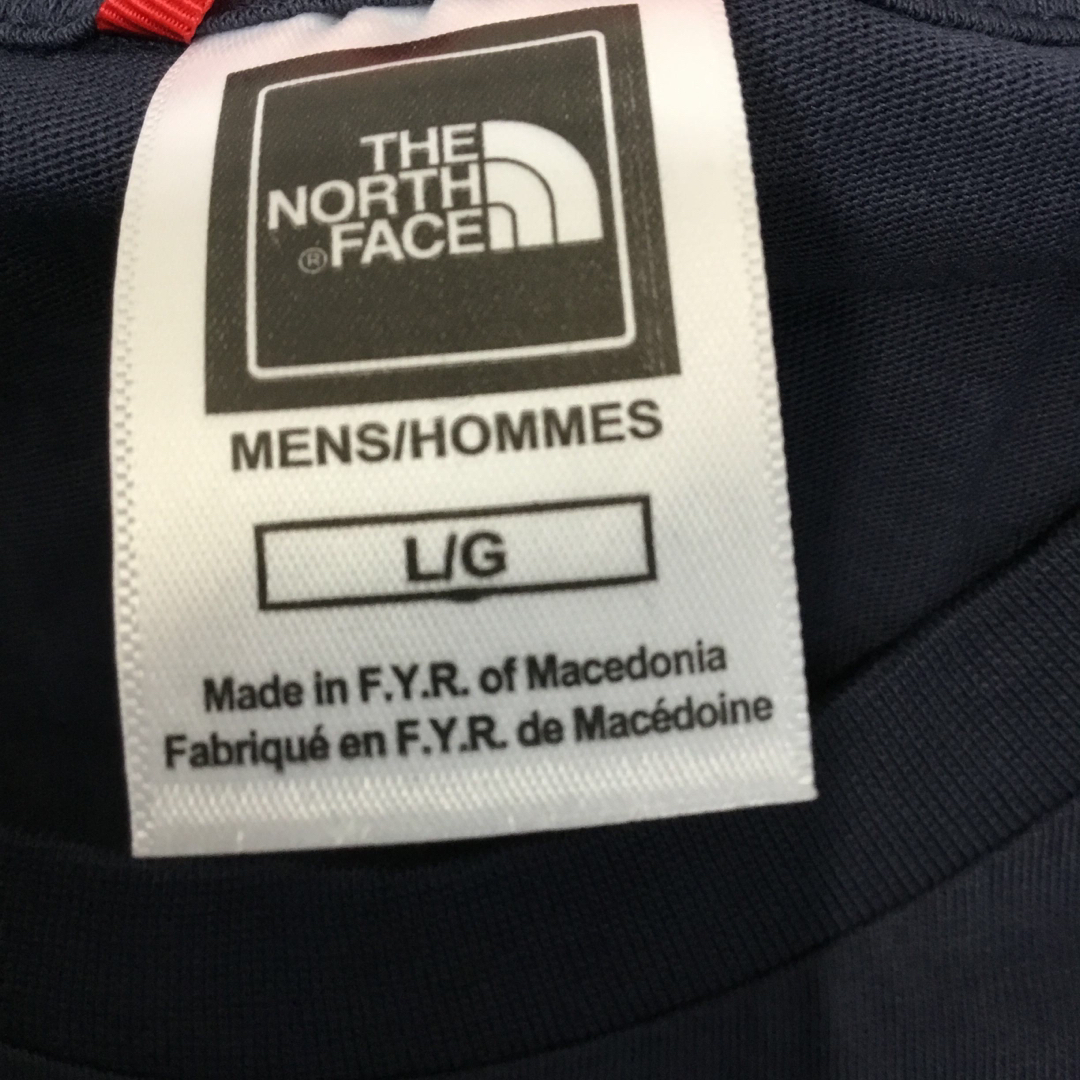 THE
NORTH
®FACE
MENS/HOMMES
L/G
Made in F.Y.R. of Macedonia
Fabriqué en F.Y.R. de Macédoine